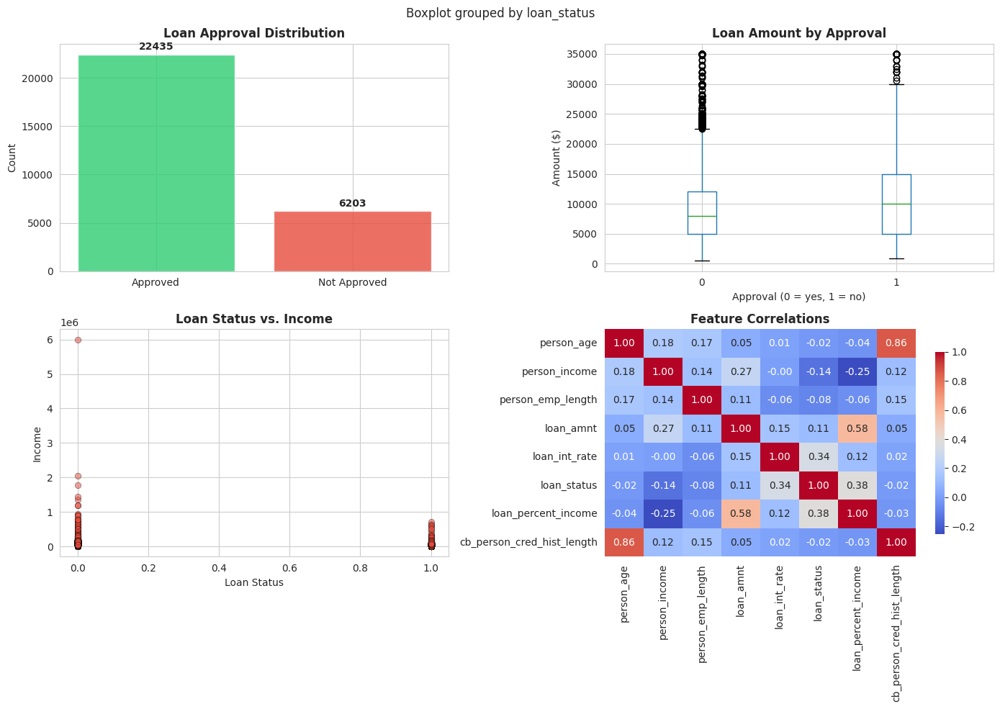 Boxplot grouped by loan_status
Loan Approval Distribution
22435
6203
20000
15000
10000
5000
0
Count
Approved Not Approved
Loan Amount by Approval
35000
30000
25000
20000
15000
10000
5000
0
Amount ($)
0 1
Approval (0 = yes, 1 = no)
Loan Status vs. Income
1e6
6
5
4
3
2
1
0
Income
0.0 0.2 0.4 0.6 0.8 1.0
Loan Status
Feature Correlations
person_age 1.00 0.18 0.17 0.05 0.01 -0.02 -0.04 0.86
person_income 0.18 1.00 0.14 0.27 -0.00 -0.14 -0.25 0.12
person_emp_length 0.17 0.14 1.00 0.11 -0.06 -0.08 -0.06 0.15
loan_amnt 0.05 0.27 0.11 1.00 0.15 0.11 0.58 0.05
loan_int_rate 0.01 -0.00 -0.06 0.15 1.00 0.34 0.12 0.02
loan_status -0.02 -0.14 -0.08 0.11 0.34 1.00 0.38 -0.02
loan_percent_income -0.04 -0.25 -0.06 0.58 0.12 0.38 1.00 -0.03
cb_person_cred_hist_length 0.86 0.12 0.15 0.05 0.02 -0.02 -0.03 1.00
person_age
person_income
person_emp_length
loan_amnt
loan_int_rate
loan_status
loan_percent_income
cb_person_cred_hist_length
1.0
0.8
0.6
0.4
0.2
0.0
−0.2